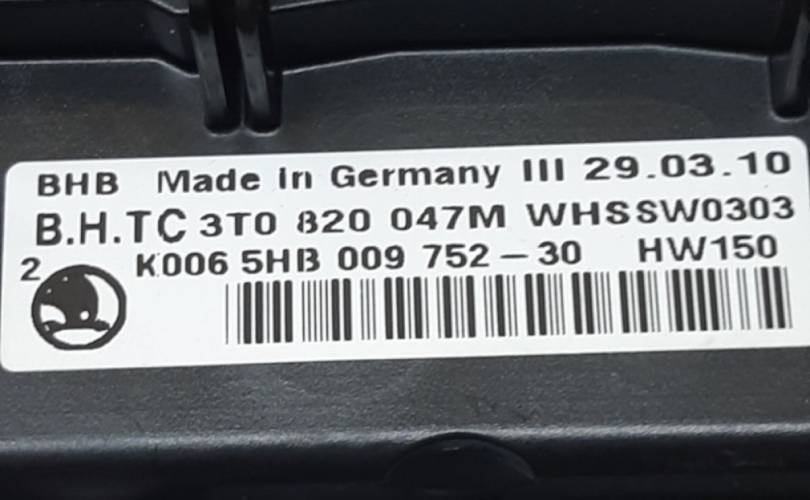 BHB Made in Germany III 29.03.10
B.H.TC 3T0 820 047M WHSSW0303
2 K006 5HB 009 752-30 HW150